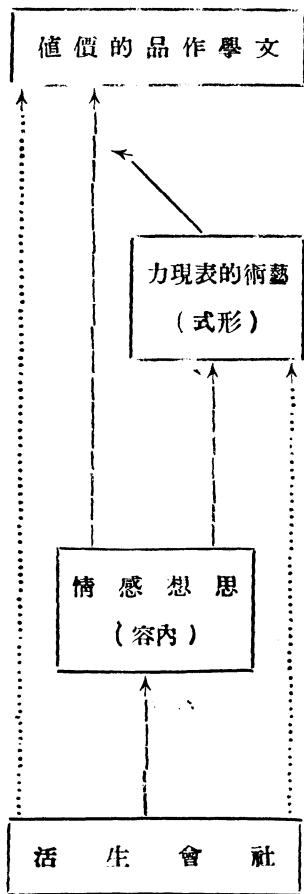 文學作品的價値
藝術的表現力
(形式)
思想感情
(內容)
社會生活